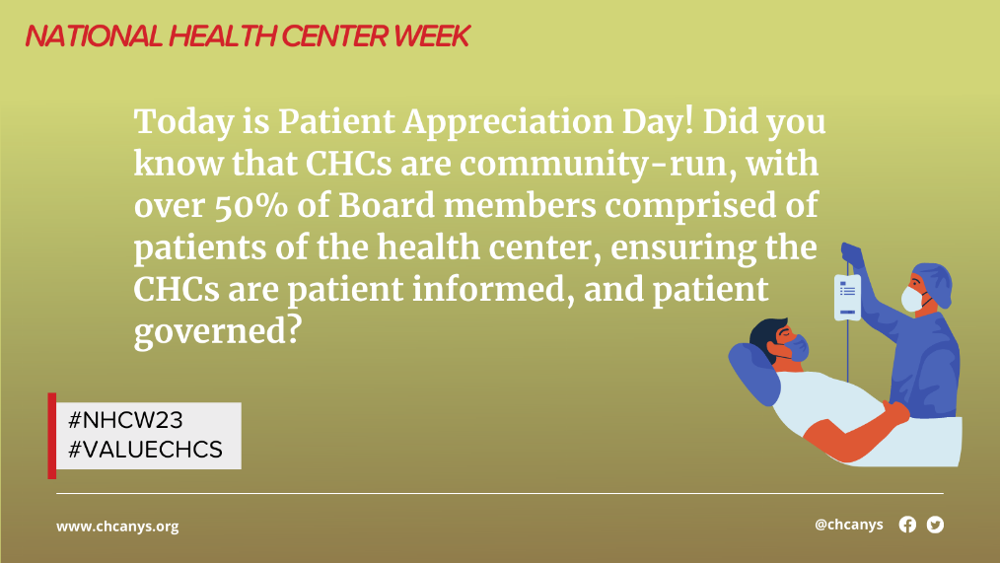 NATIONAL HEALTH CENTER WEEK
Today is Patient Appreciation Day! Did you
know that CHCs are community-run, with
over 50% of Board members comprised of
patients of the health center, ensuring the
CHCs are patient informed, and patient
governed?
#NHCW23
#VALUECHCS
www.chcanys.org
@chcanys